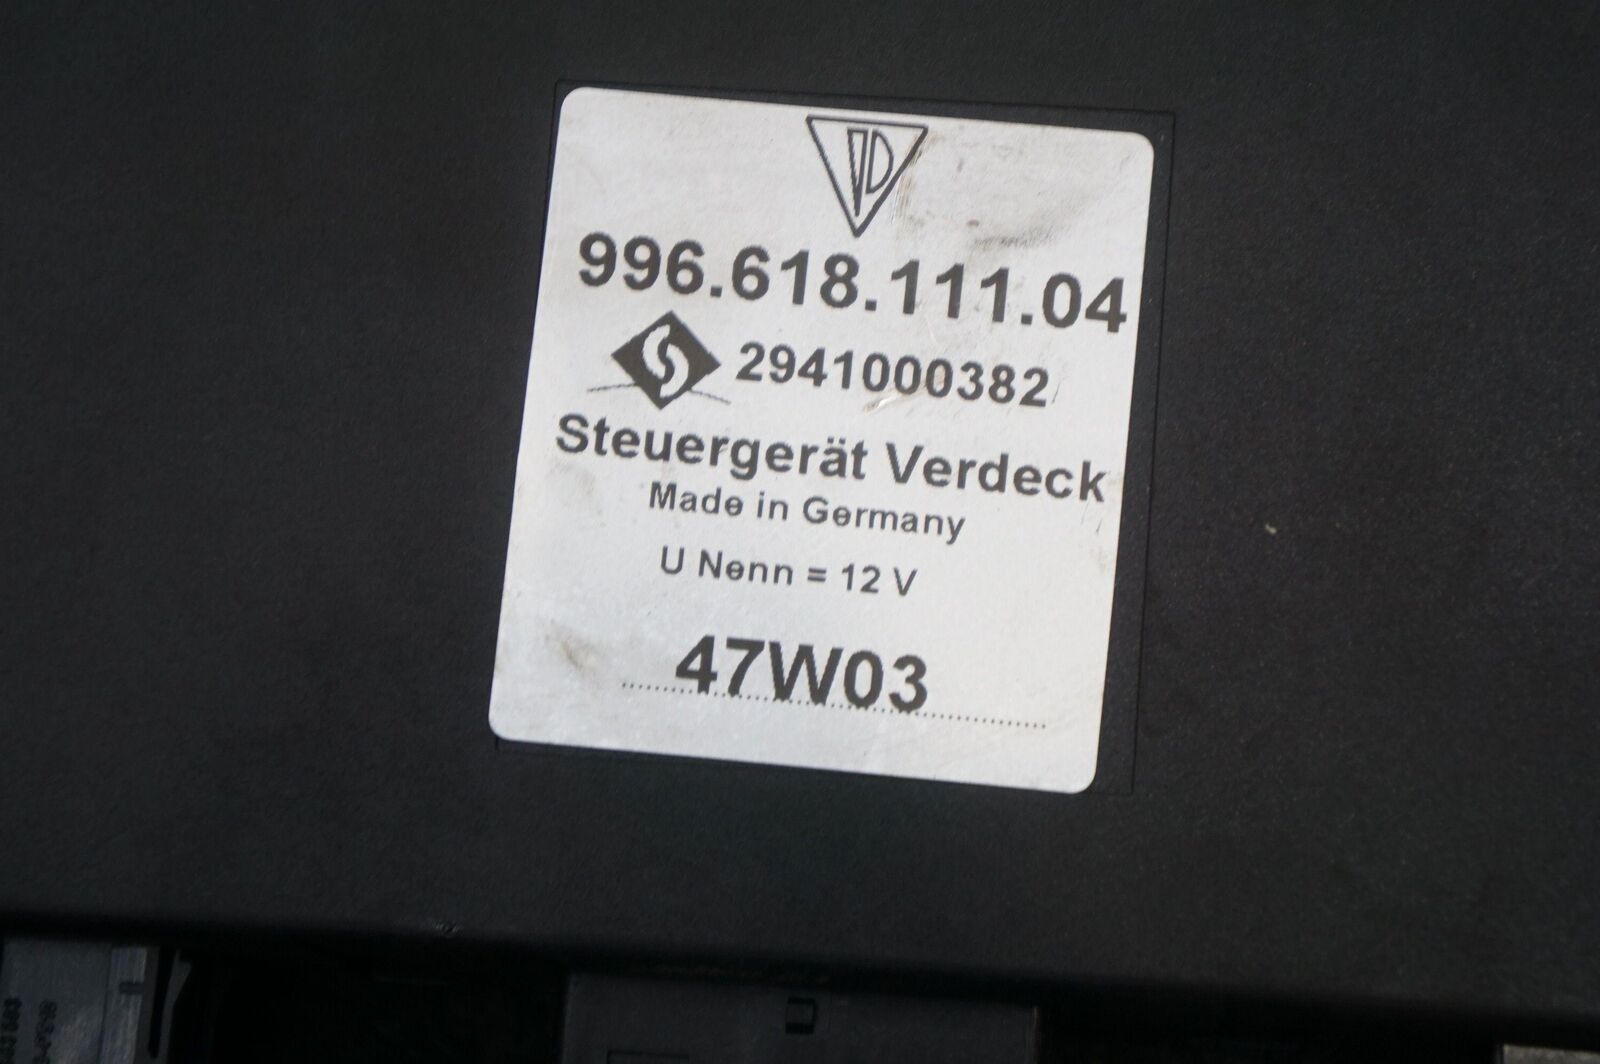 996.618.111.04
2941000382
Steuergerät Verdeck
Made in Germany
U Nenn = 12 V
47W03